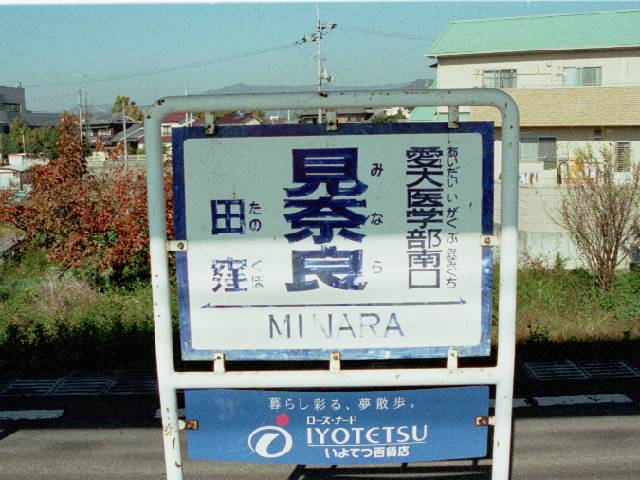 愛大医学部南口
あいだいいがくぶみなみぐち
見奈良
みなら
田窪
たのくぼ
MINARA
暮らし彩る、夢散歩。
ローズ・ナード
IYOTETSU
いよてつ百貨店